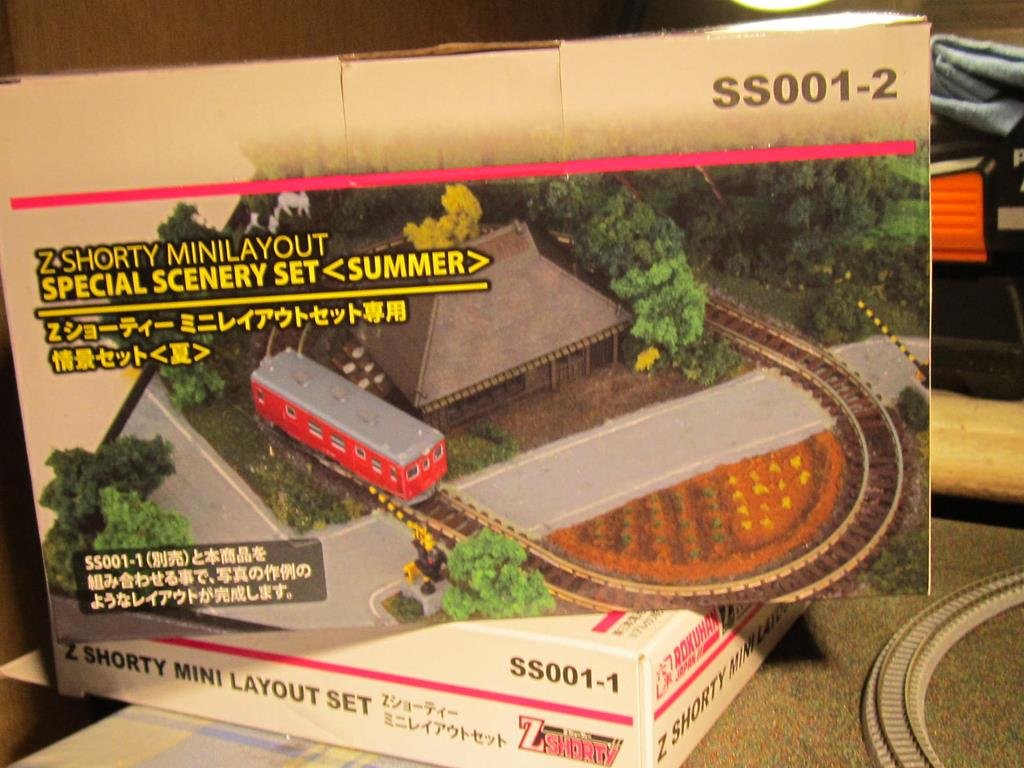 SS001-2
Z SHORTY MINILAYOUT
SPECIAL SCENERY SET<SUMMER>
Zショーティー ミニレイアウトセット専用
情景セット<夏>
SS001-1(別売)と本商品を
組み合わせる事で、写真の作例の
ようなレイアウトが完成します。
Z SHORTY MINI LAYOUT SET
Zショーティー
ミニレイアウトセット
SS001-1
Z SHORTY
ROKUHAN
JAPAN
Z SHORTY MINI